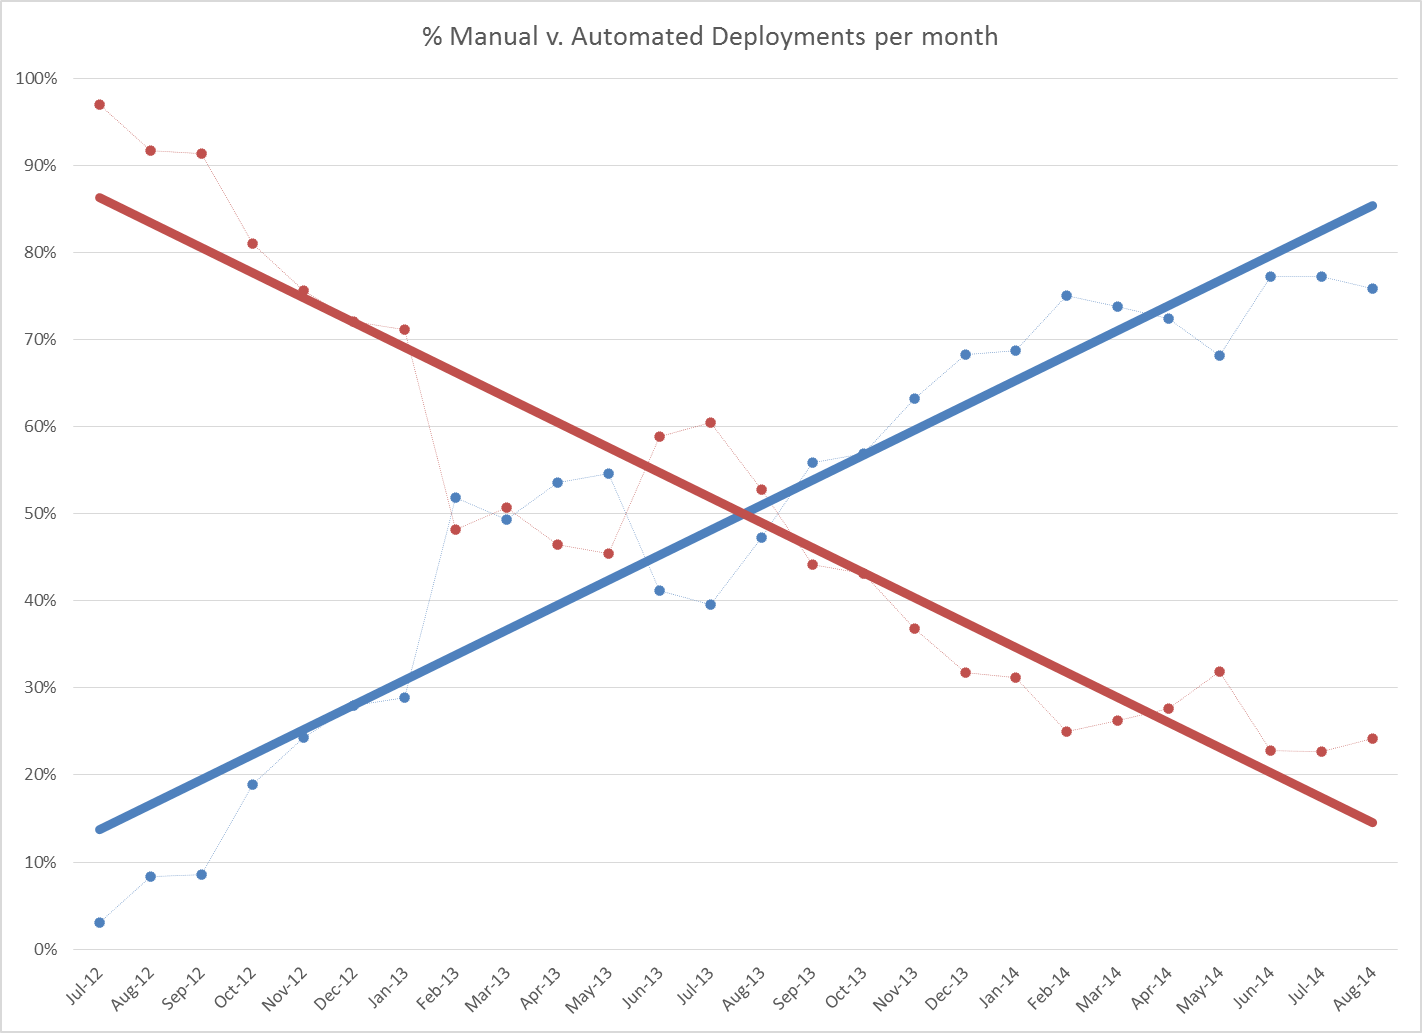 % Manual v. Automated Deployments per month
100%
90%
80%
70%
60%
50%
40%
30%
20%
10%
0%
Jul-12
Aug-12
Sep-12
Oct-12
Nov-12
Dec-12
Jan-13
Feb-13
Mar-13
Apr-13
May-13
Jun-13
Jul-13
Aug-13
Sep-13
Oct-13
Nov-13
Dec-13
Jan-14
Feb-14
Mar-14
Apr-14
May-14
Jun-14
Jul-14
Aug-14